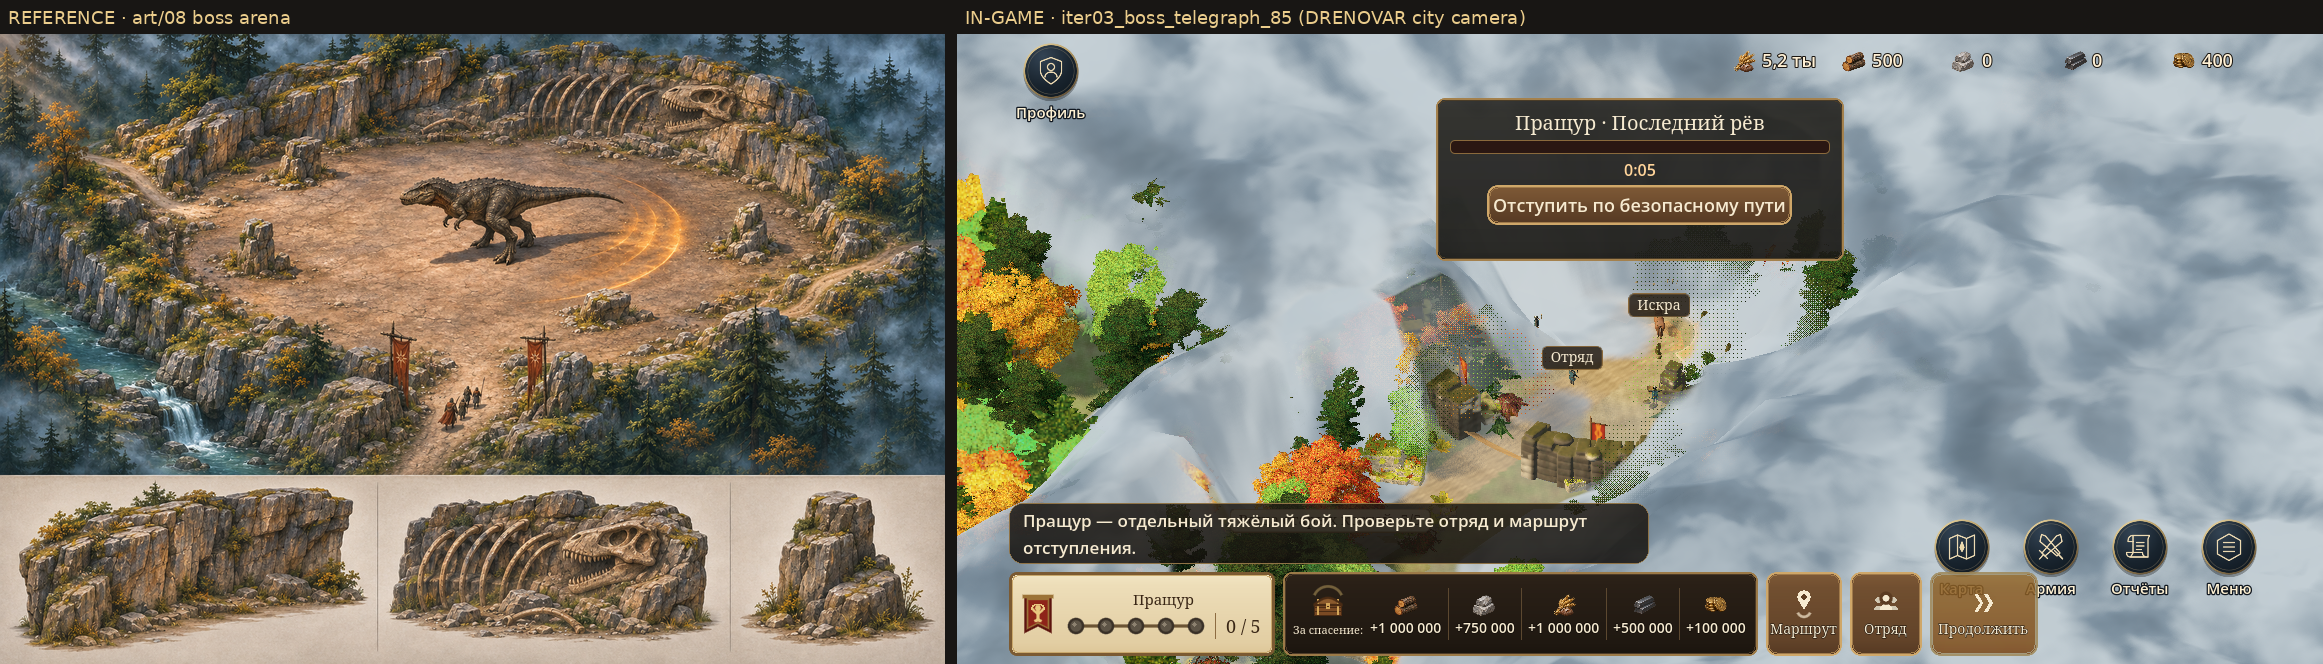 REFERENCE · art/08 boss arena
IN-GAME · iter03_boss_telegraph_85 (DRENOVAR city camera)
Профиль
5,2 ты
500
0
0
400
Пращур · Последний рёв
0:05
Отступить по безопасному пути
Искра
Отряд
Пращур — отдельный тяжёлый бой. Проверьте отряд и маршрут
отступления.
Карта
Армия
Отчёты
Меню
Пращур
0 / 5
За спасение:
+1 000 000
+750 000
+1 000 000
+500 000
+100 000
Маршрут
Отряд
Продолжить